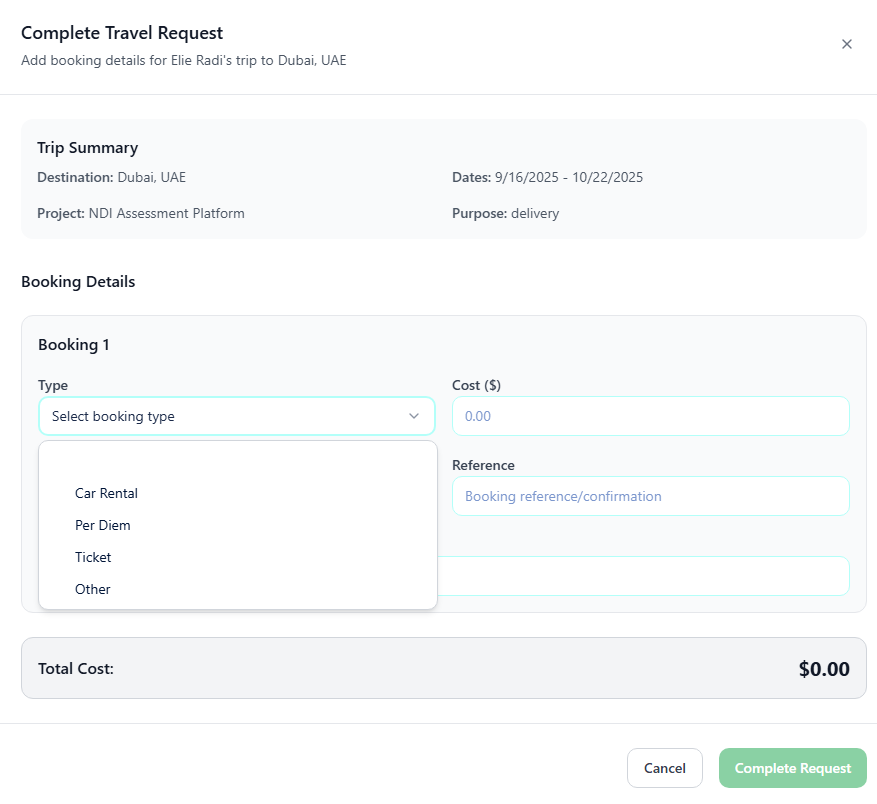 Complete Travel Request
Add booking details for Elie Radi's trip to Dubai, UAE
Trip Summary
Destination: Dubai, UAE
Dates: 9/16/2025 - 10/22/2025
Project: NDI Assessment Platform
Purpose: delivery
Booking Details
Booking 1
Type
Cost ($)
Select booking type
0.00
Reference
Booking reference/confirmation
Car Rental
Per Diem
Ticket
Other
Total Cost:
$0.00
Cancel
Complete Request